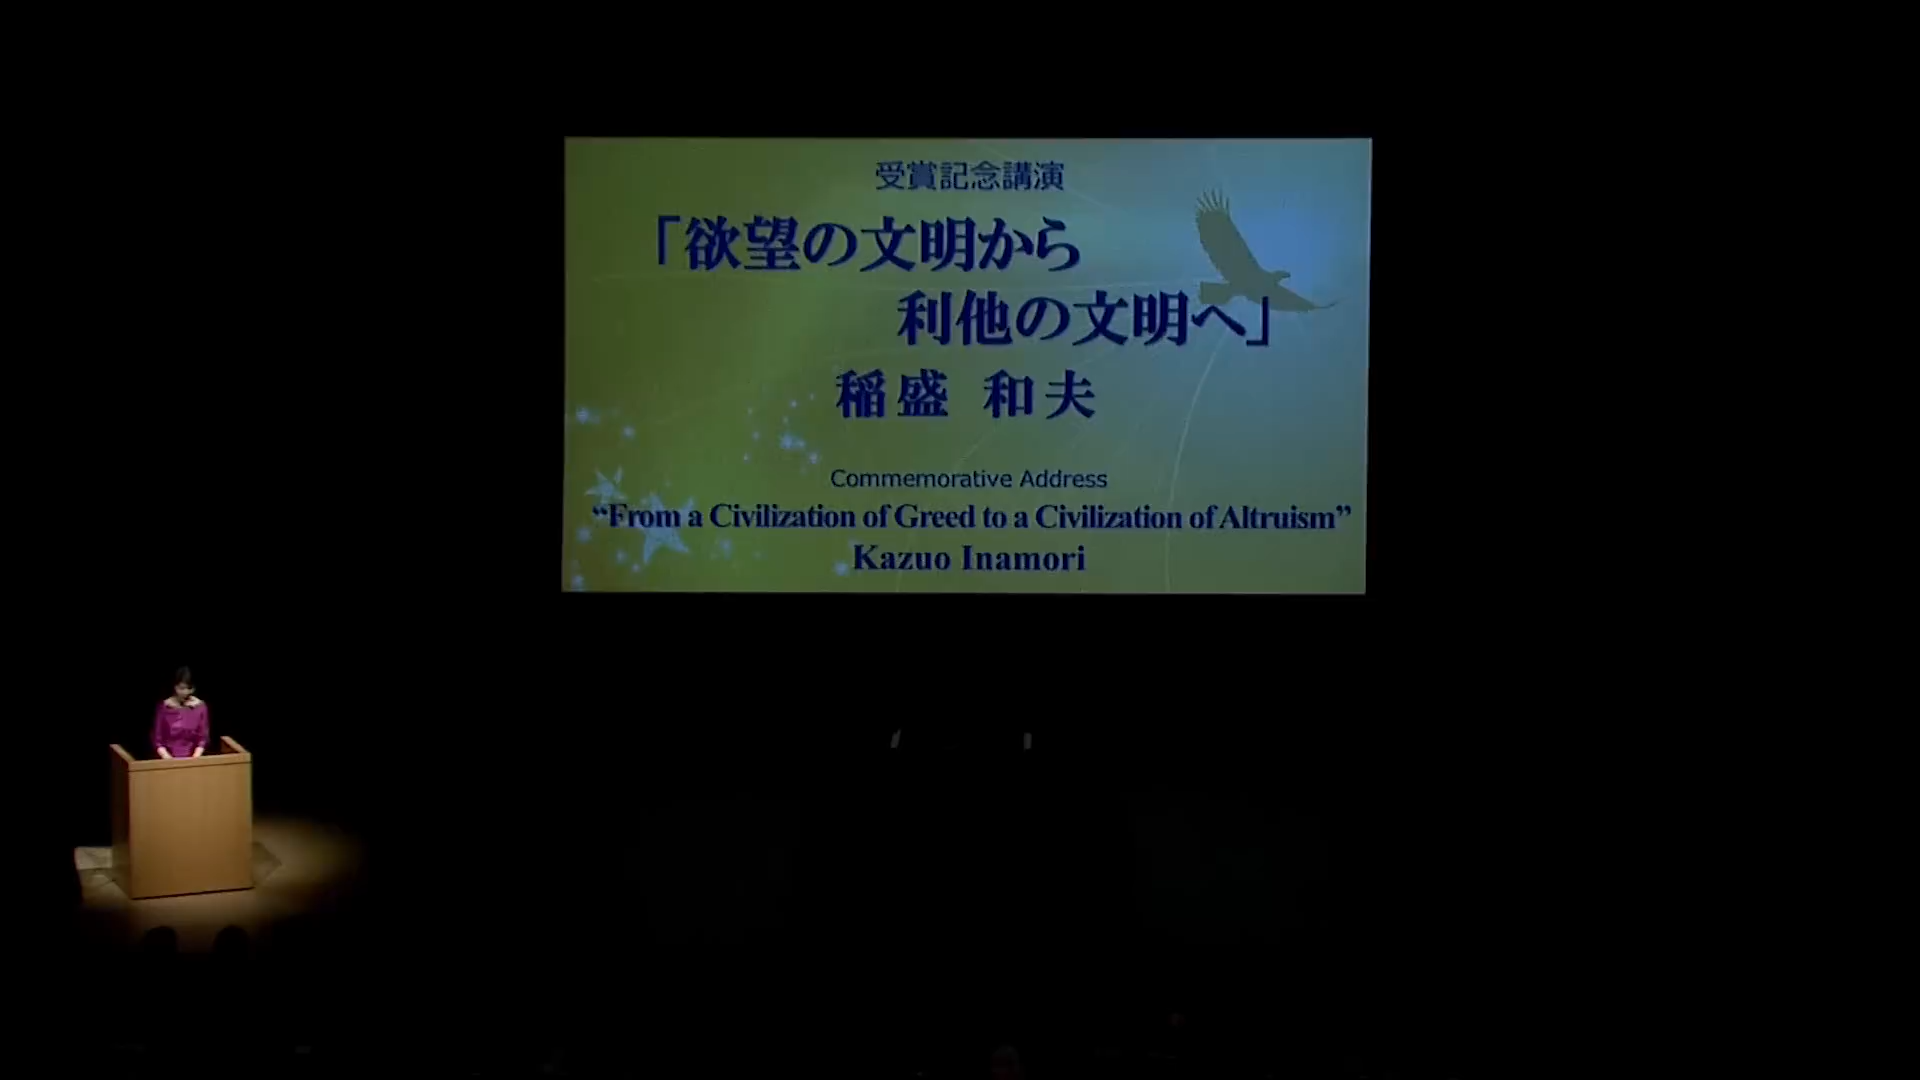 受賞記念講演
「欲望の文明から
利他の文明へ」
稲盛 和夫
Commemorative Address
“From a Civilization of Greed to a Civilization of Altruism”
Kazuo Inamori